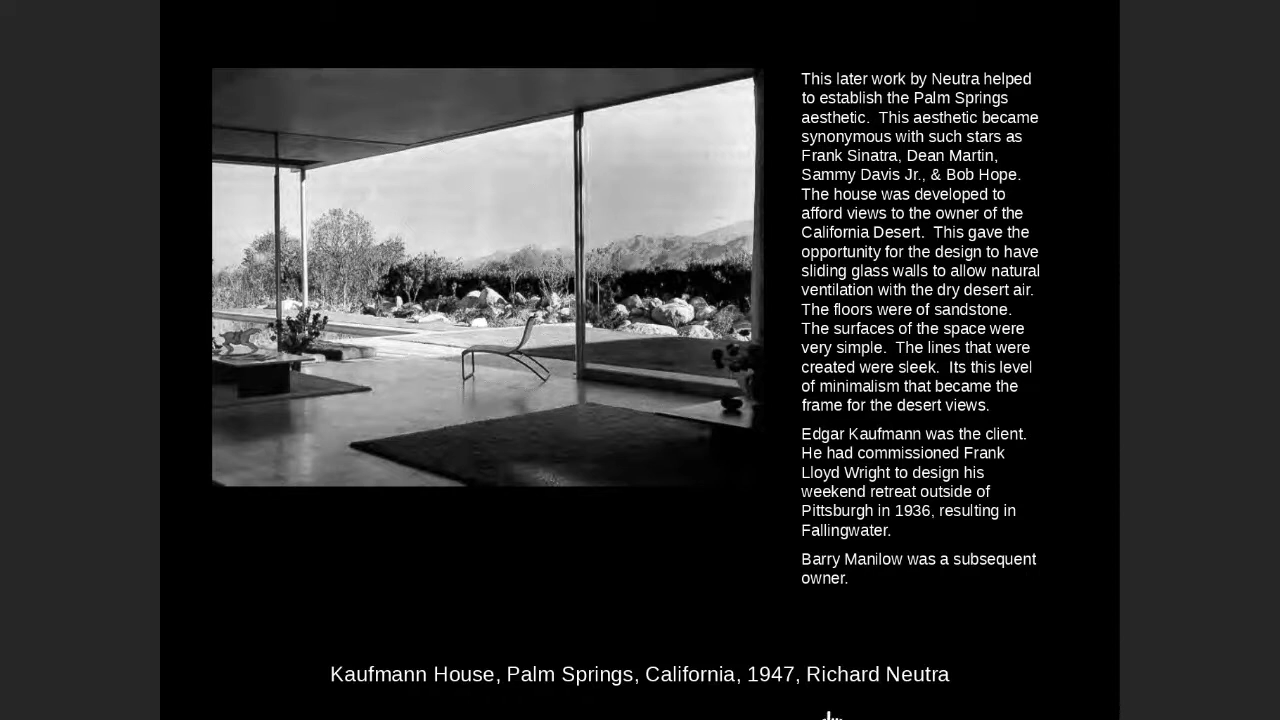 This later work by Neutra helped
to establish the Palm Springs
aesthetic.  This aesthetic became
synonymous with such stars as
Frank Sinatra, Dean Martin,
Sammy Davis Jr., & Bob Hope.
The house was developed to
afford views to the owner of the
California Desert.  This gave the
opportunity for the design to have
sliding glass walls to allow natural
ventilation with the dry desert air.
The floors were of sandstone.
The surfaces of the space were
very simple.  The lines that were
created were sleek.  Its this level
of minimalism that became the
frame for the desert views.
Edgar Kaufmann was the client.
He had commissioned Frank
Lloyd Wright to design his
weekend retreat outside of
Pittsburgh in 1936, resulting in
Fallingwater.
Barry Manilow was a subsequent
owner.
Kaufmann House, Palm Springs, California, 1947, Richard Neutra